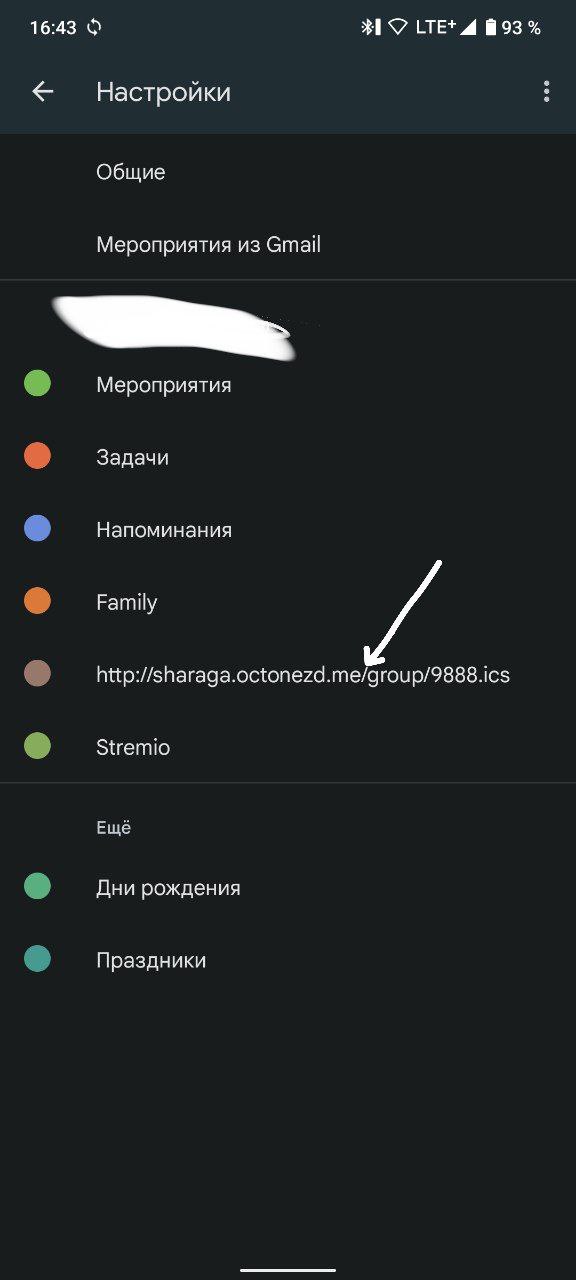 16:43 LTE+ 93 %
Настройки
Общие
Мероприятия из Gmail
Мероприятия
Задачи
Напоминания
Family
http://sharaga.octonezd.me/group/9888.ics
Stremio
Ещё
Дни рождения
Праздники